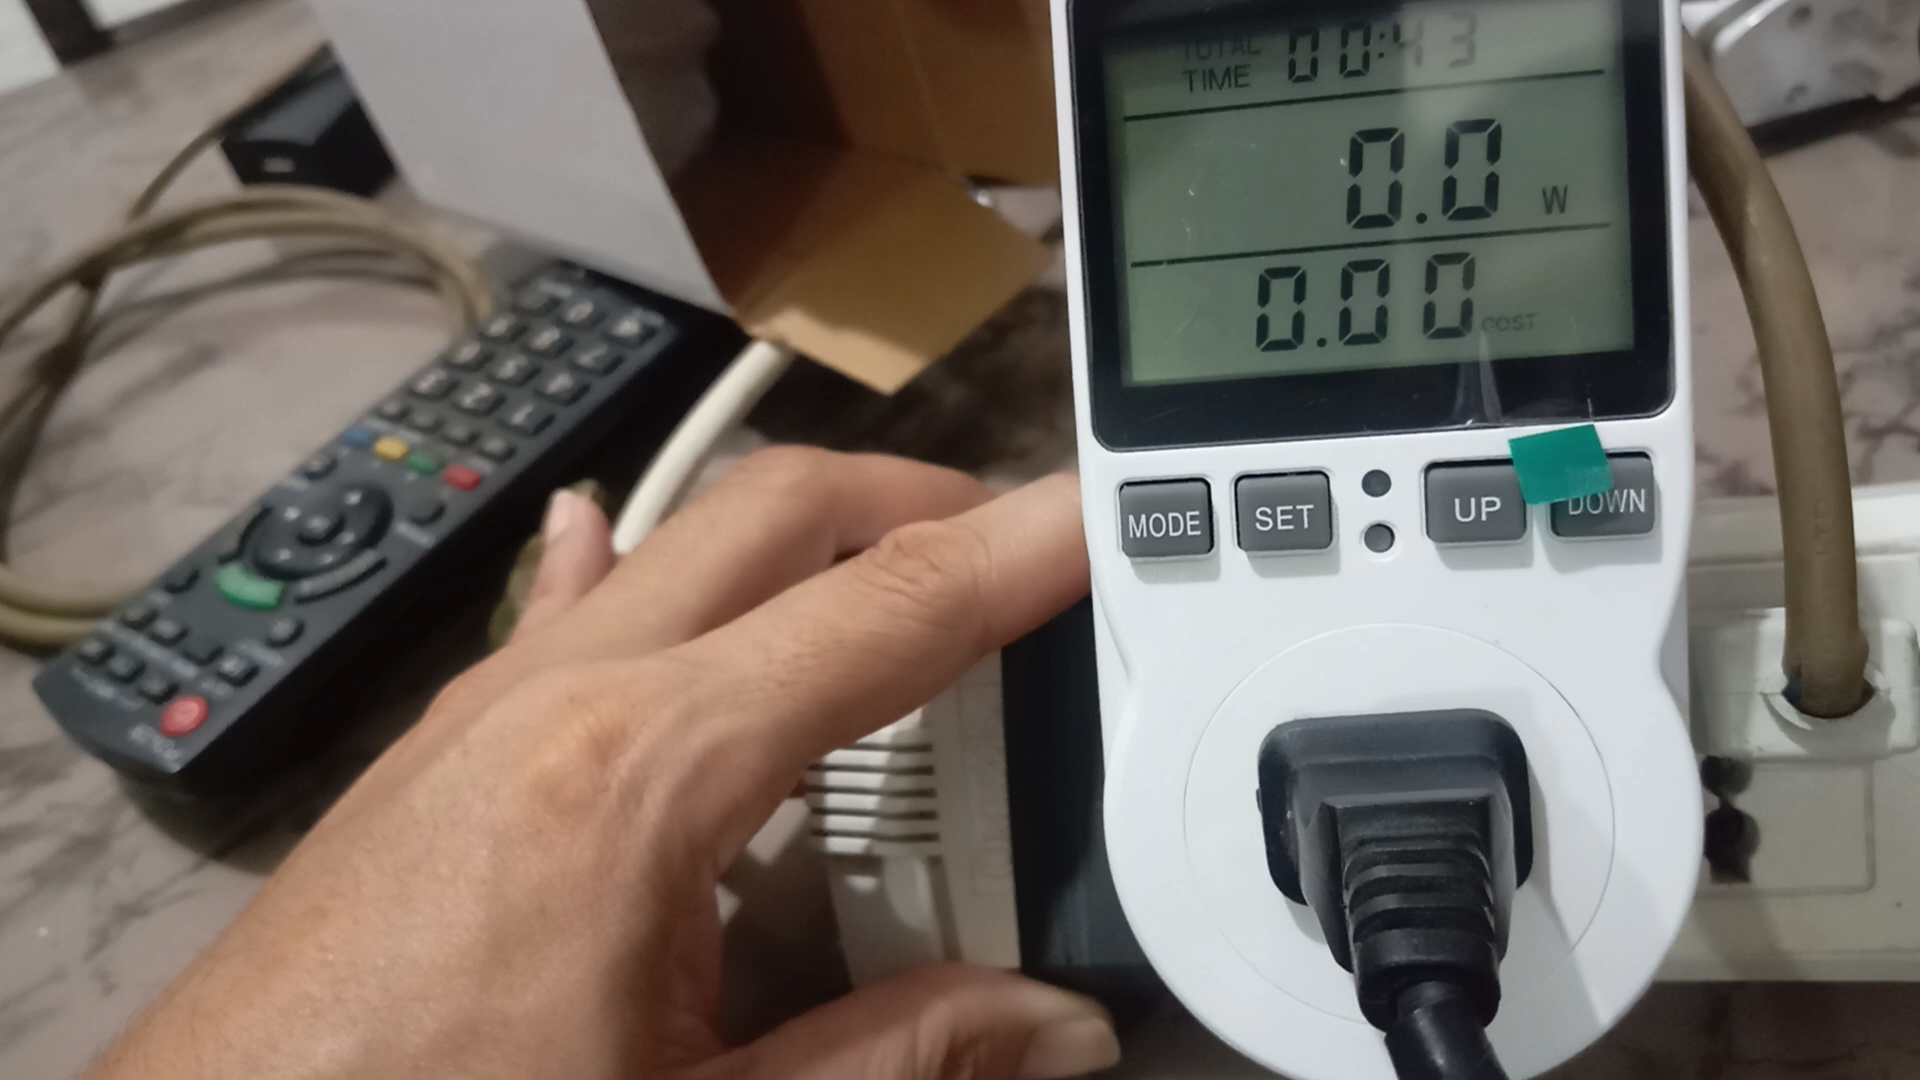 TOTAL
TIME 00:43
0.0 W
0.00 COST
MODE SET UP DOWN